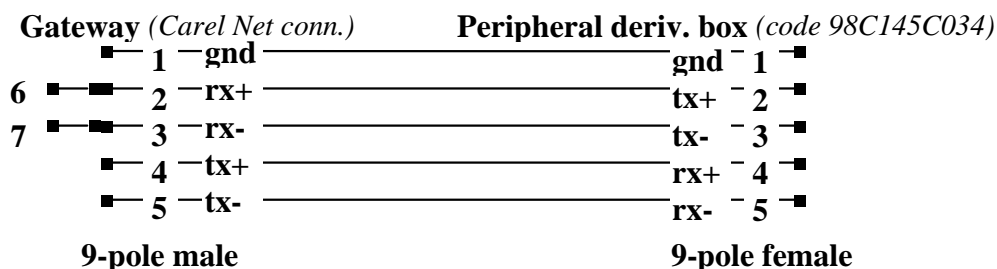 Gateway (Carel Net conn.) Peripheral deriv. box (code 98C145C034)
1 gnd gnd 1
6 2 rx+ tx+ 2
7 3 rx- tx- 3
4 tx+ rx+ 4
5 tx- rx- 5
9-pole male 9-pole female